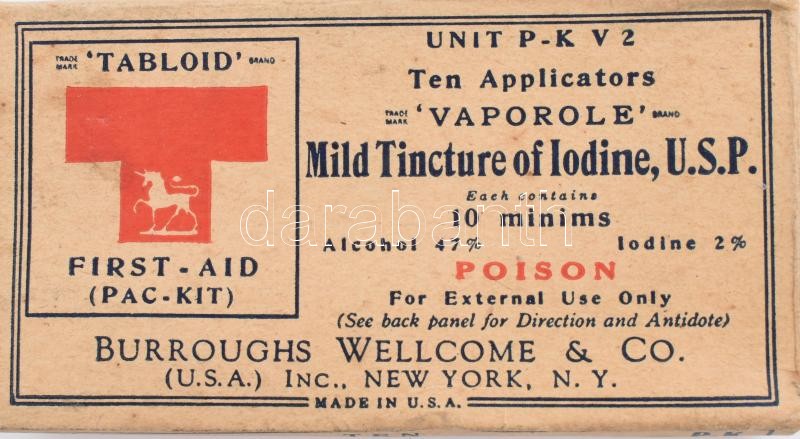 TRADE MARK 'TABLOID' BRAND
FIRST-AID
(PAC-KIT)
UNIT P-K V 2
Ten Applicators
TRADE MARK 'VAPOROLE' BRAND
Mild Tincture of Iodine, U.S.P.
Each contains
10 minims
Alcohol 47% Iodine 2%
POISON
For External Use Only
(See back panel for Direction and Antidote)
BURROUGHS WELLCOME & CO.
(U.S.A.) INC., NEW YORK, N. Y.
MADE IN U.S.A.
darabanth